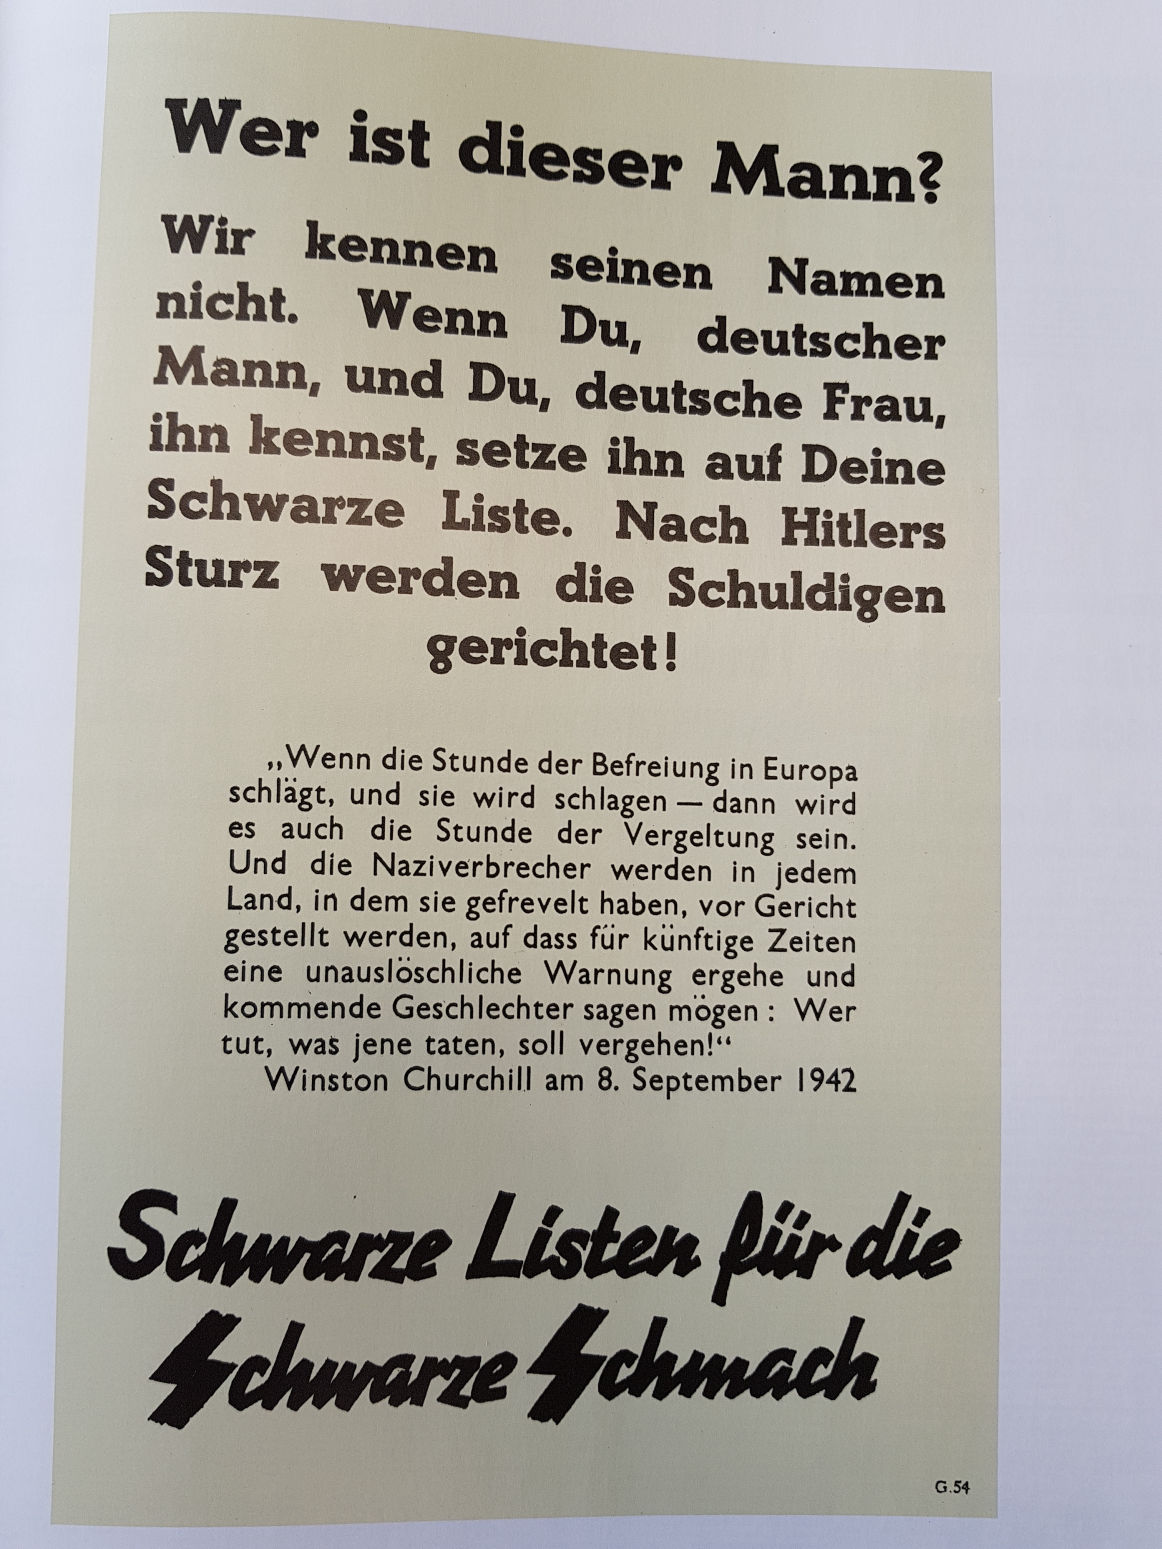 Wer ist dieser Mann?
Wir kennen seinen Namen
nicht. Wenn Du, deutscher
Mann, und Du, deutsche Frau,
ihn kennst, setze ihn auf Deine
Schwarze Liste. Nach Hitlers
Sturz werden die Schuldigen
gerichtet!
„Wenn die Stunde der Befreiung in Europa
schlägt, und sie wird schlagen — dann wird
es auch die Stunde der Vergeltung sein.
Und die Naziverbrecher werden in jedem
Land, in dem sie gefrevelt haben, vor Gericht
gestellt werden, auf dass für künftige Zeiten
eine unauslöschliche Warnung ergehe und
kommende Geschlechter sagen mögen: Wer
tut, was jene taten, soll vergehen!“
Winston Churchill am 8. September 1942
Schwarze Listen für die
Schwarze Schmach
G.54